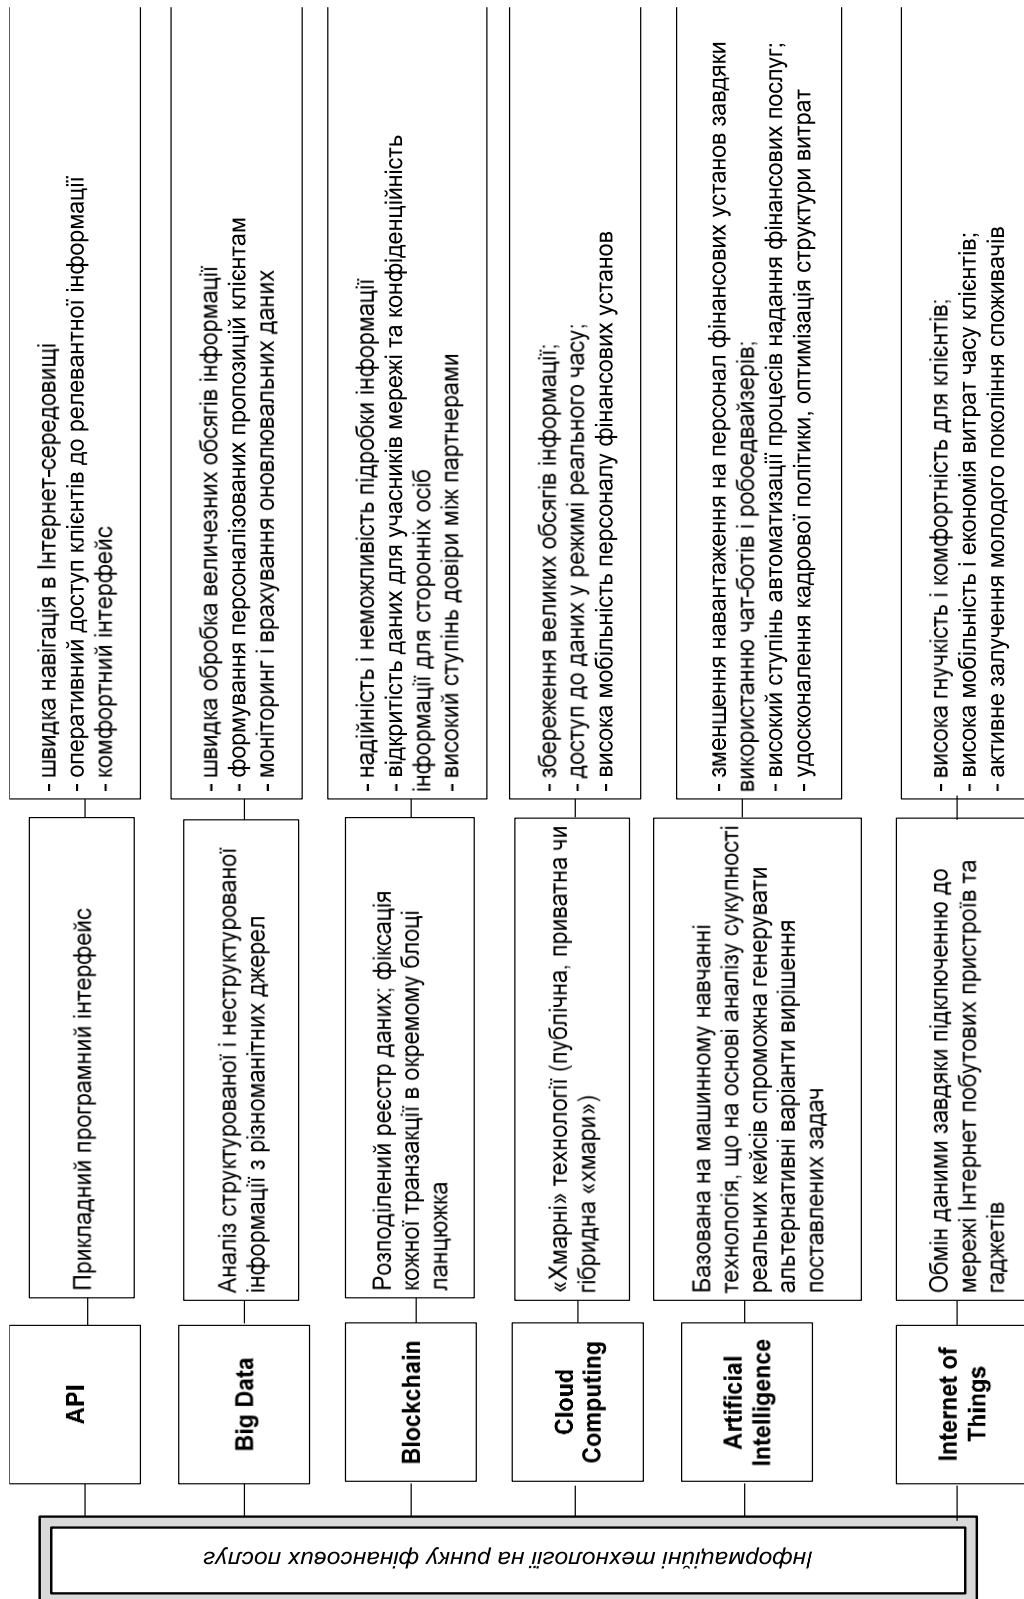 Інформаційні технології на ринку фінансових послуг
API
Прикладний програмний інтерфейс
- швидка навігація в Інтернет-середовищі
- оперативний доступ клієнтів до релевантної інформації
- комфортний інтерфейс
Big Data
Аналіз структурованої і неструктурованої
інформації з різноманітних джерел
- швидка обробка величезних обсягів інформації
- формування персоналізованих пропозицій клієнтам
- моніторинг і врахування оновлювальних даних
Blockchain
Розподілений реєстр даних; фіксація
кожної транзакції в окремому блоці
ланцюжка
- надійність і неможливість підробки інформації
- відкритість даних для учасників мережі та конфіденційність
інформації для сторонніх осіб
- високий ступінь довіри між партнерами
Cloud
Computing
«Хмарні» технології (публічна, приватна чи
гібридна «хмари»)
- збереження великих обсягів інформації;
- доступ до даних у режимі реального часу;
- висока мобільність персоналу фінансових установ
Artificial
Intelligence
Базована на машинному навчанні
технологія, що на основі аналізу сукупності
реальних кейсів спроможна генерувати
альтернативні варіанти вирішення
поставлених задач
- зменшення навантаження на персонал фінансових установ завдяки
використанню чат-ботів і робоедвайзерів;
- високий ступінь автоматизації процесів надання фінансових послуг;
- удосконалення кадрової політики, оптимізація структури витрат
Internet of
Things
Обмін даними завдяки підключенню до
мережі Інтернет побутових пристроїв та
гаджетів
- висока гнучкість і комфортність для клієнтів;
- висока мобільність і економія витрат часу клієнтів;
- активне залучення молодого покоління споживачів